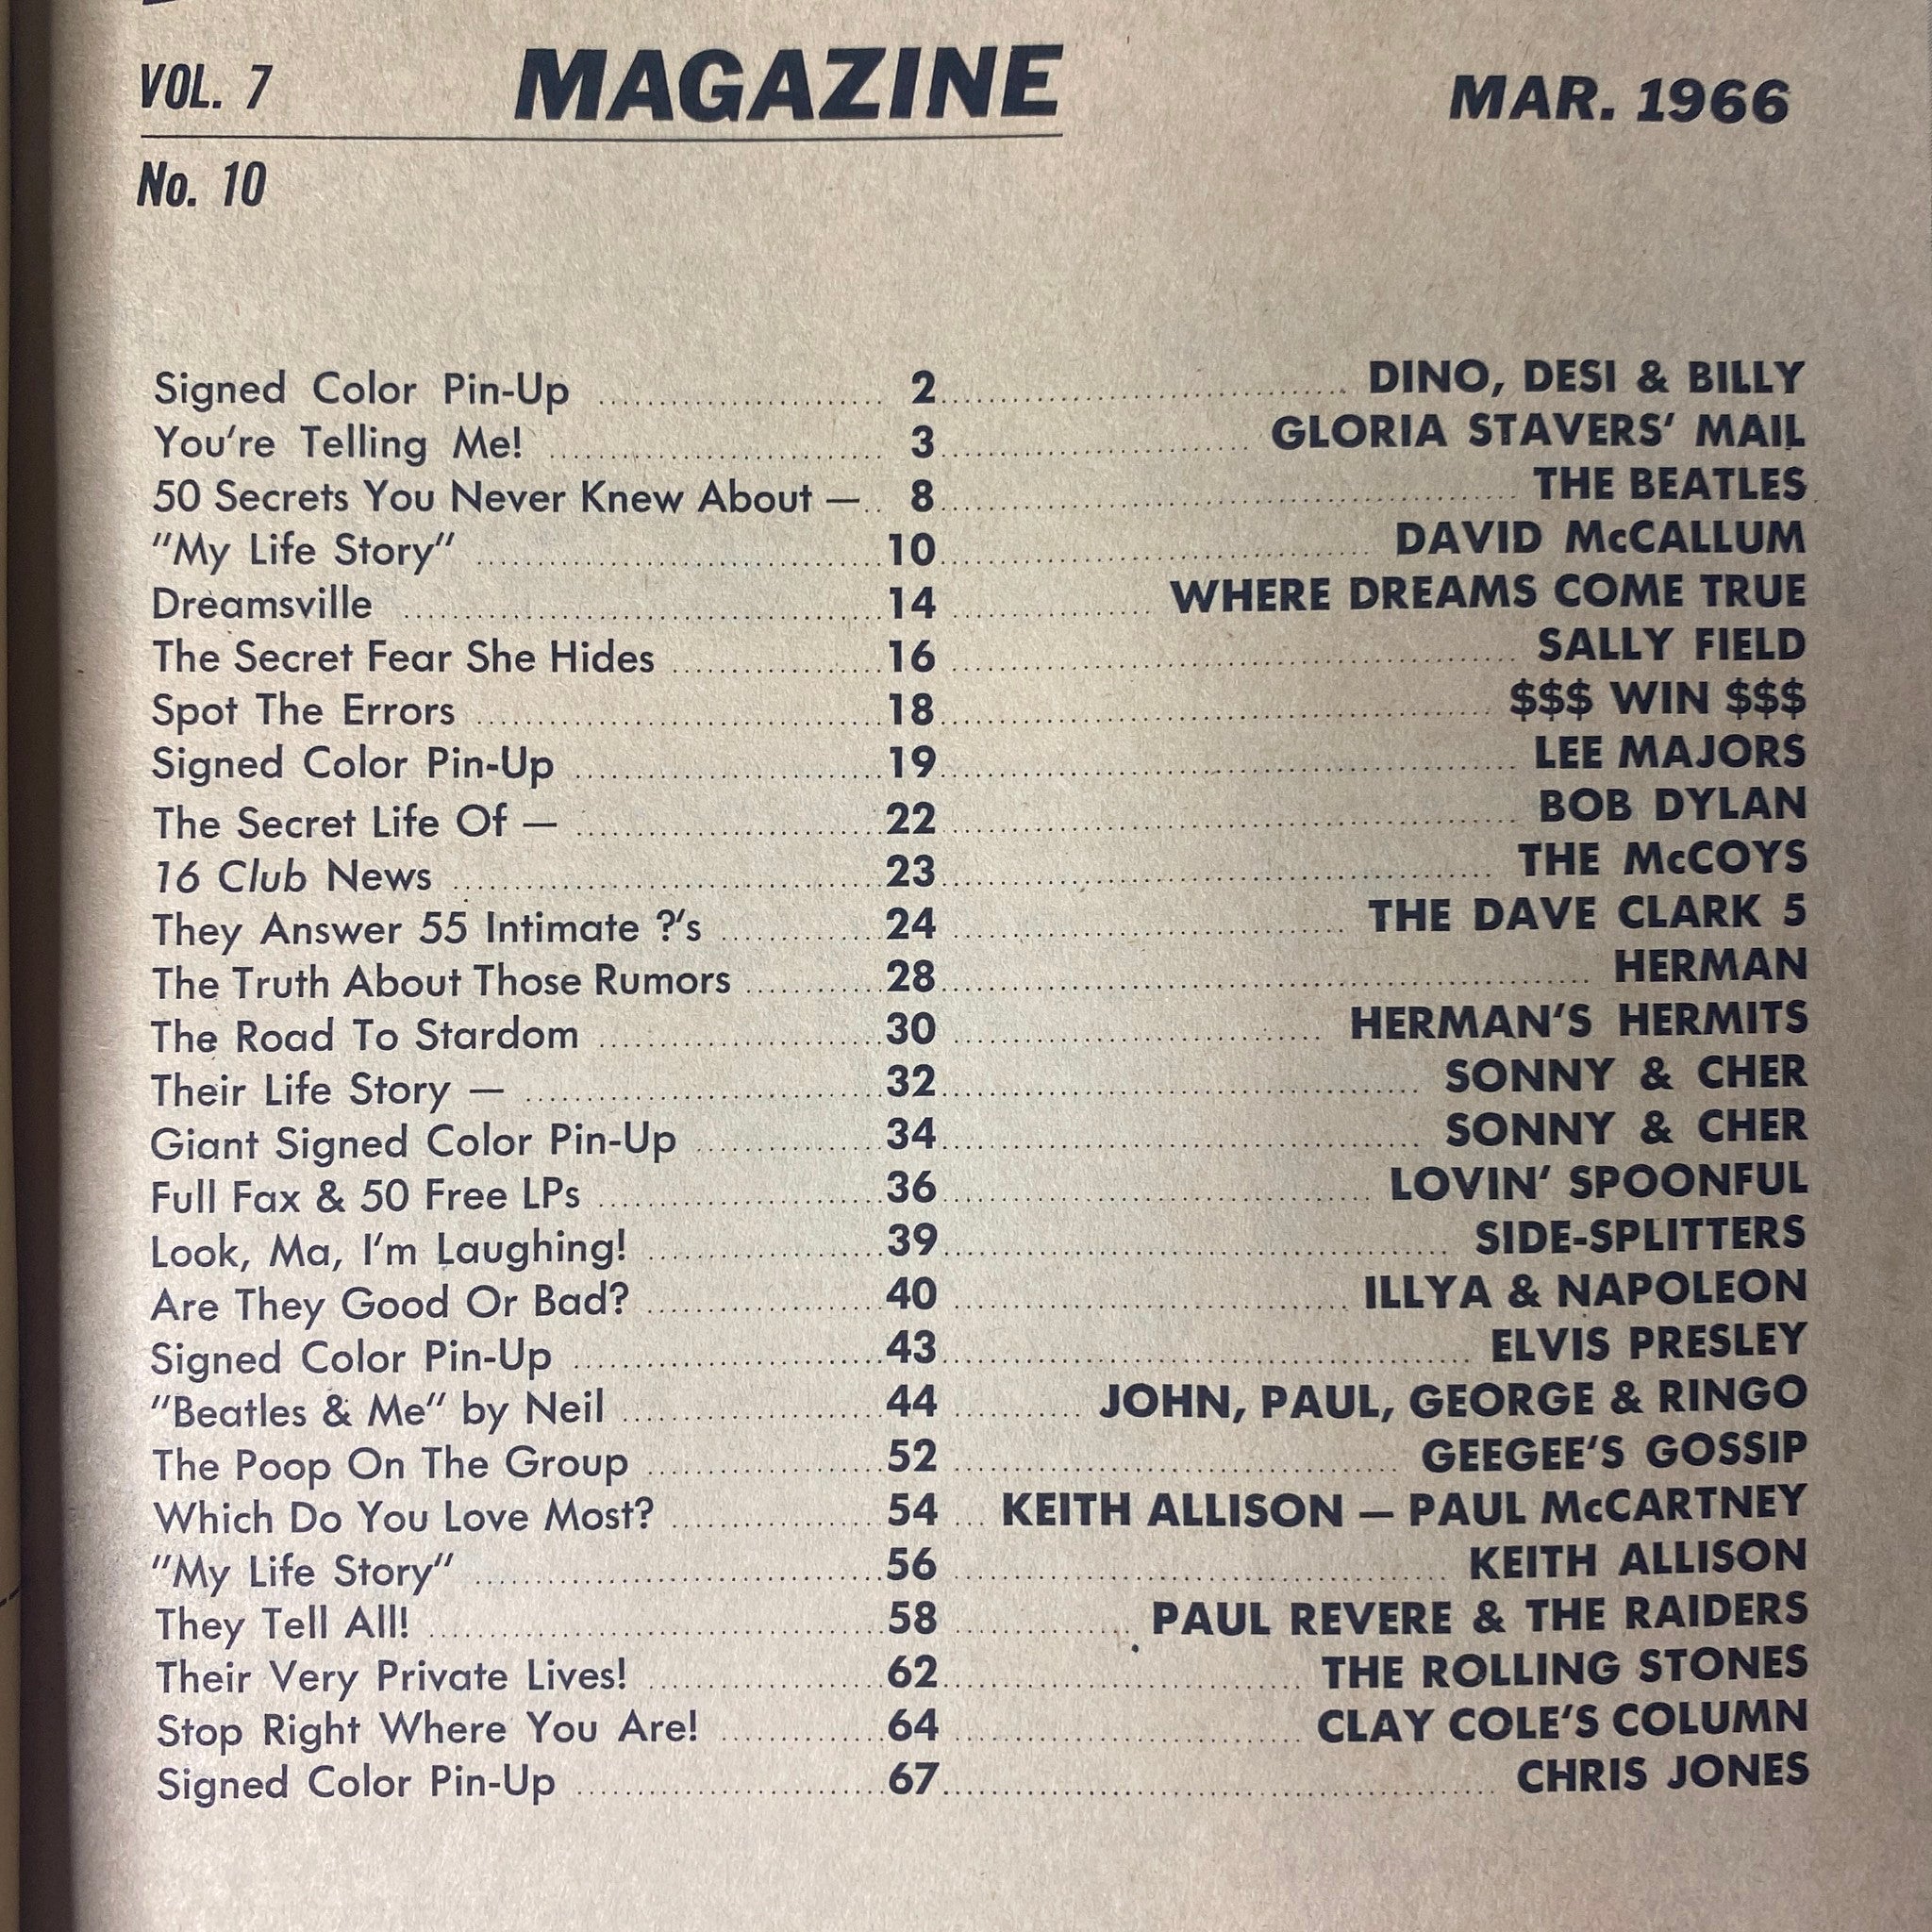 VOL. 7 MAGAZINE MAR. 1966
No. 10
Signed Color Pin-Up 2 DINO, DESI & BILLY
You're Telling Me! 3 GLORIA STAVERS' MAIL
50 Secrets You Never Knew About — 8 THE BEATLES
"My Life Story" 10 DAVID McCALLUM
Dreamsville 14 WHERE DREAMS COME TRUE
The Secret Fear She Hides 16 SALLY FIELD
Spot The Errors 18 $$$ WIN $$$
Signed Color Pin-Up 19 LEE MAJORS
The Secret Life Of — 22 BOB DYLAN
16 Club News 23 THE McCOYS
They Answer 55 Intimate ?'s 24 THE DAVE CLARK 5
The Truth About Those Rumors 28 HERMAN
The Road To Stardom 30 HERMAN'S HERMITS
Their Life Story — 32 SONNY & CHER
Giant Signed Color Pin-Up 34 SONNY & CHER
Full Fax & 50 Free LPs 36 LOVIN' SPOONFUL
Look, Ma, I'm Laughing! 39 SIDE-SPLITTERS
Are They Good Or Bad? 40 ILLYA & NAPOLEON
Signed Color Pin-Up 43 ELVIS PRESLEY
"Beatles & Me" by Neil 44 JOHN, PAUL, GEORGE & RINGO
The Poop On The Group 52 GEEGEE'S GOSSIP
Which Do You Love Most? 54 KEITH ALLISON — PAUL McCARTNEY
"My Life Story" 56 KEITH ALLISON
They Tell All! 58 PAUL REVERE & THE RAIDERS
Their Very Private Lives! 62 THE ROLLING STONES
Stop Right Where You Are! 64 CLAY COLE'S COLUMN
Signed Color Pin-Up 67 CHRIS JONES